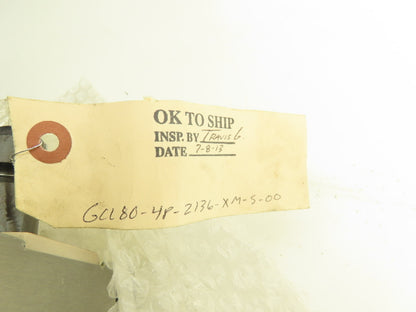 OK TO SHIP
INSP. BY Travis G.
DATE 7-8-13
GCL80-4P-2136-XM-S-00